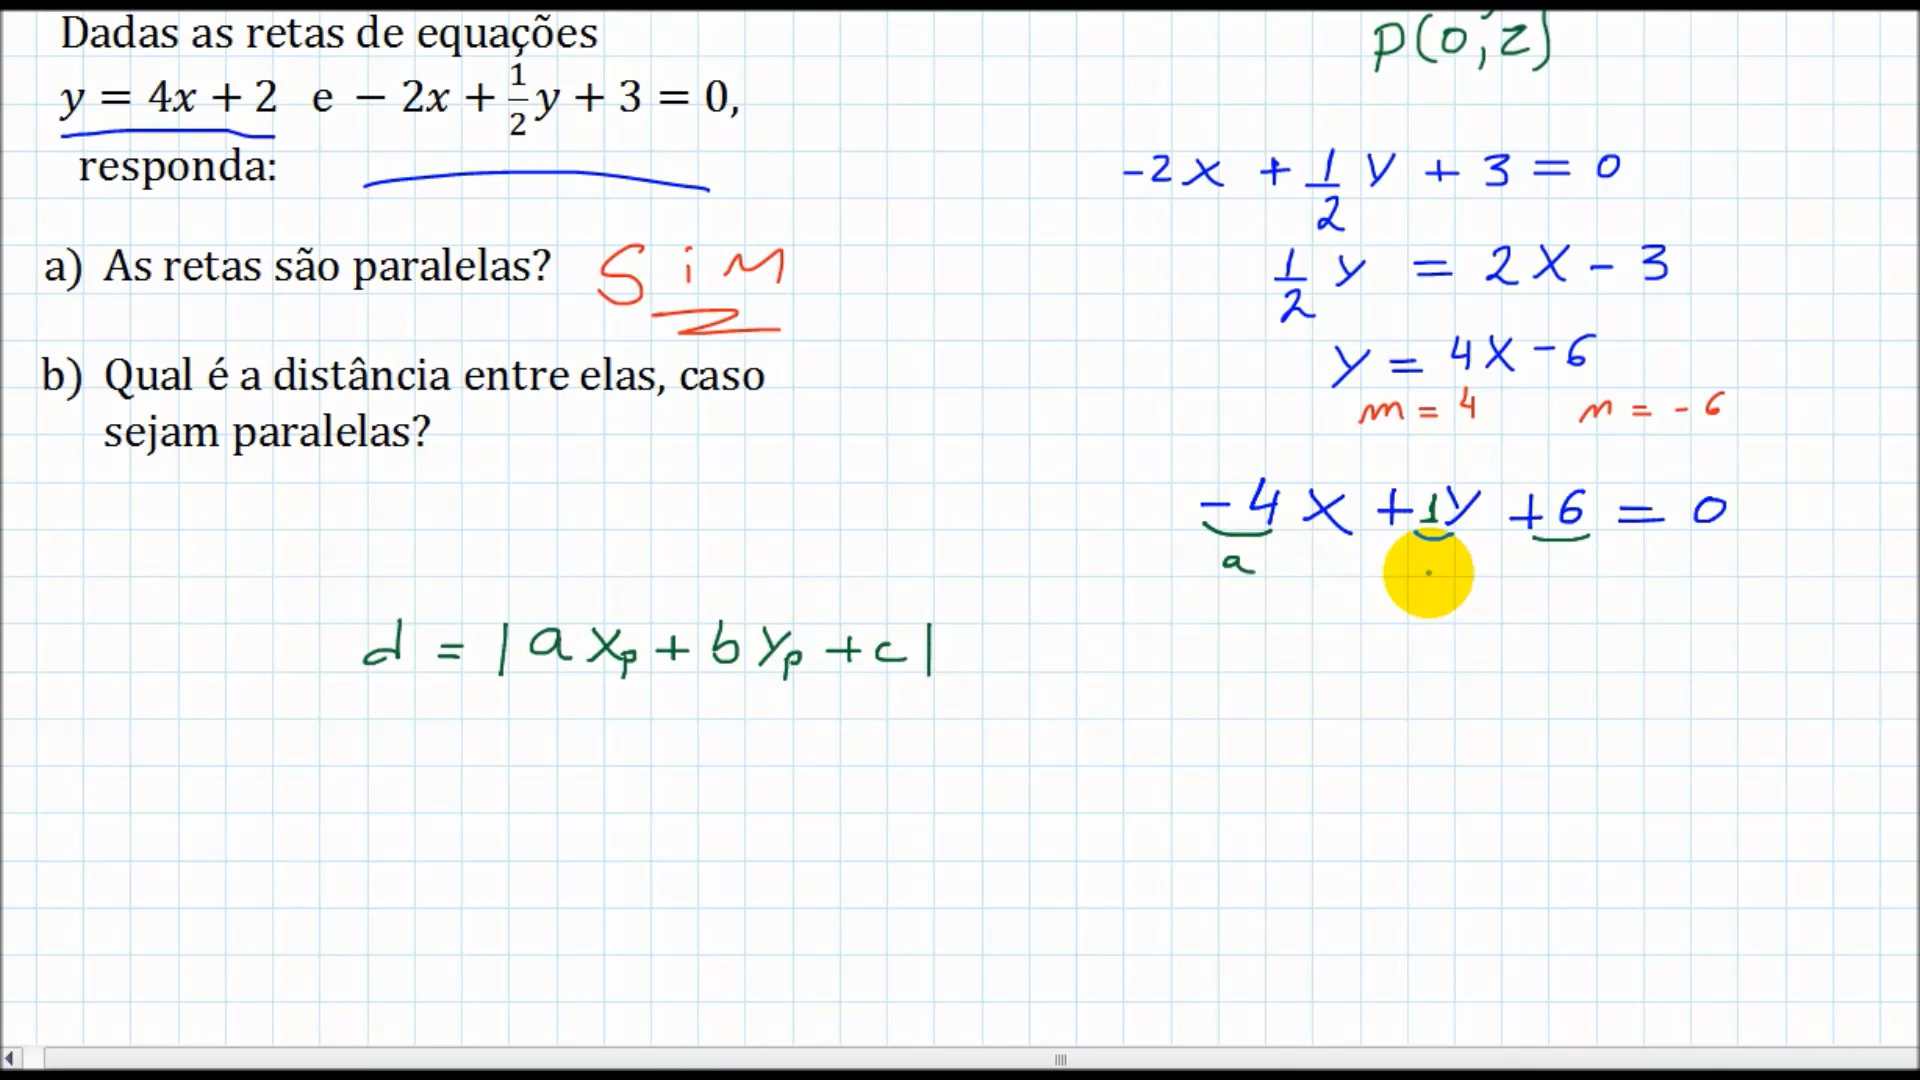 Dadas as retas de equações
y = 4x + 2 e − 2x + 1/2 y + 3 = 0,
responda:
a) As retas são paralelas? SiM
b) Qual é a distância entre elas, caso
sejam paralelas?
P(0,2)
-2x + 1/2 y + 3 = 0
1/2 y = 2x - 3
y = 4x - 6
m = 4 n = - 6
-4x +1y +6 = 0
a
d = |axp + byp + c|